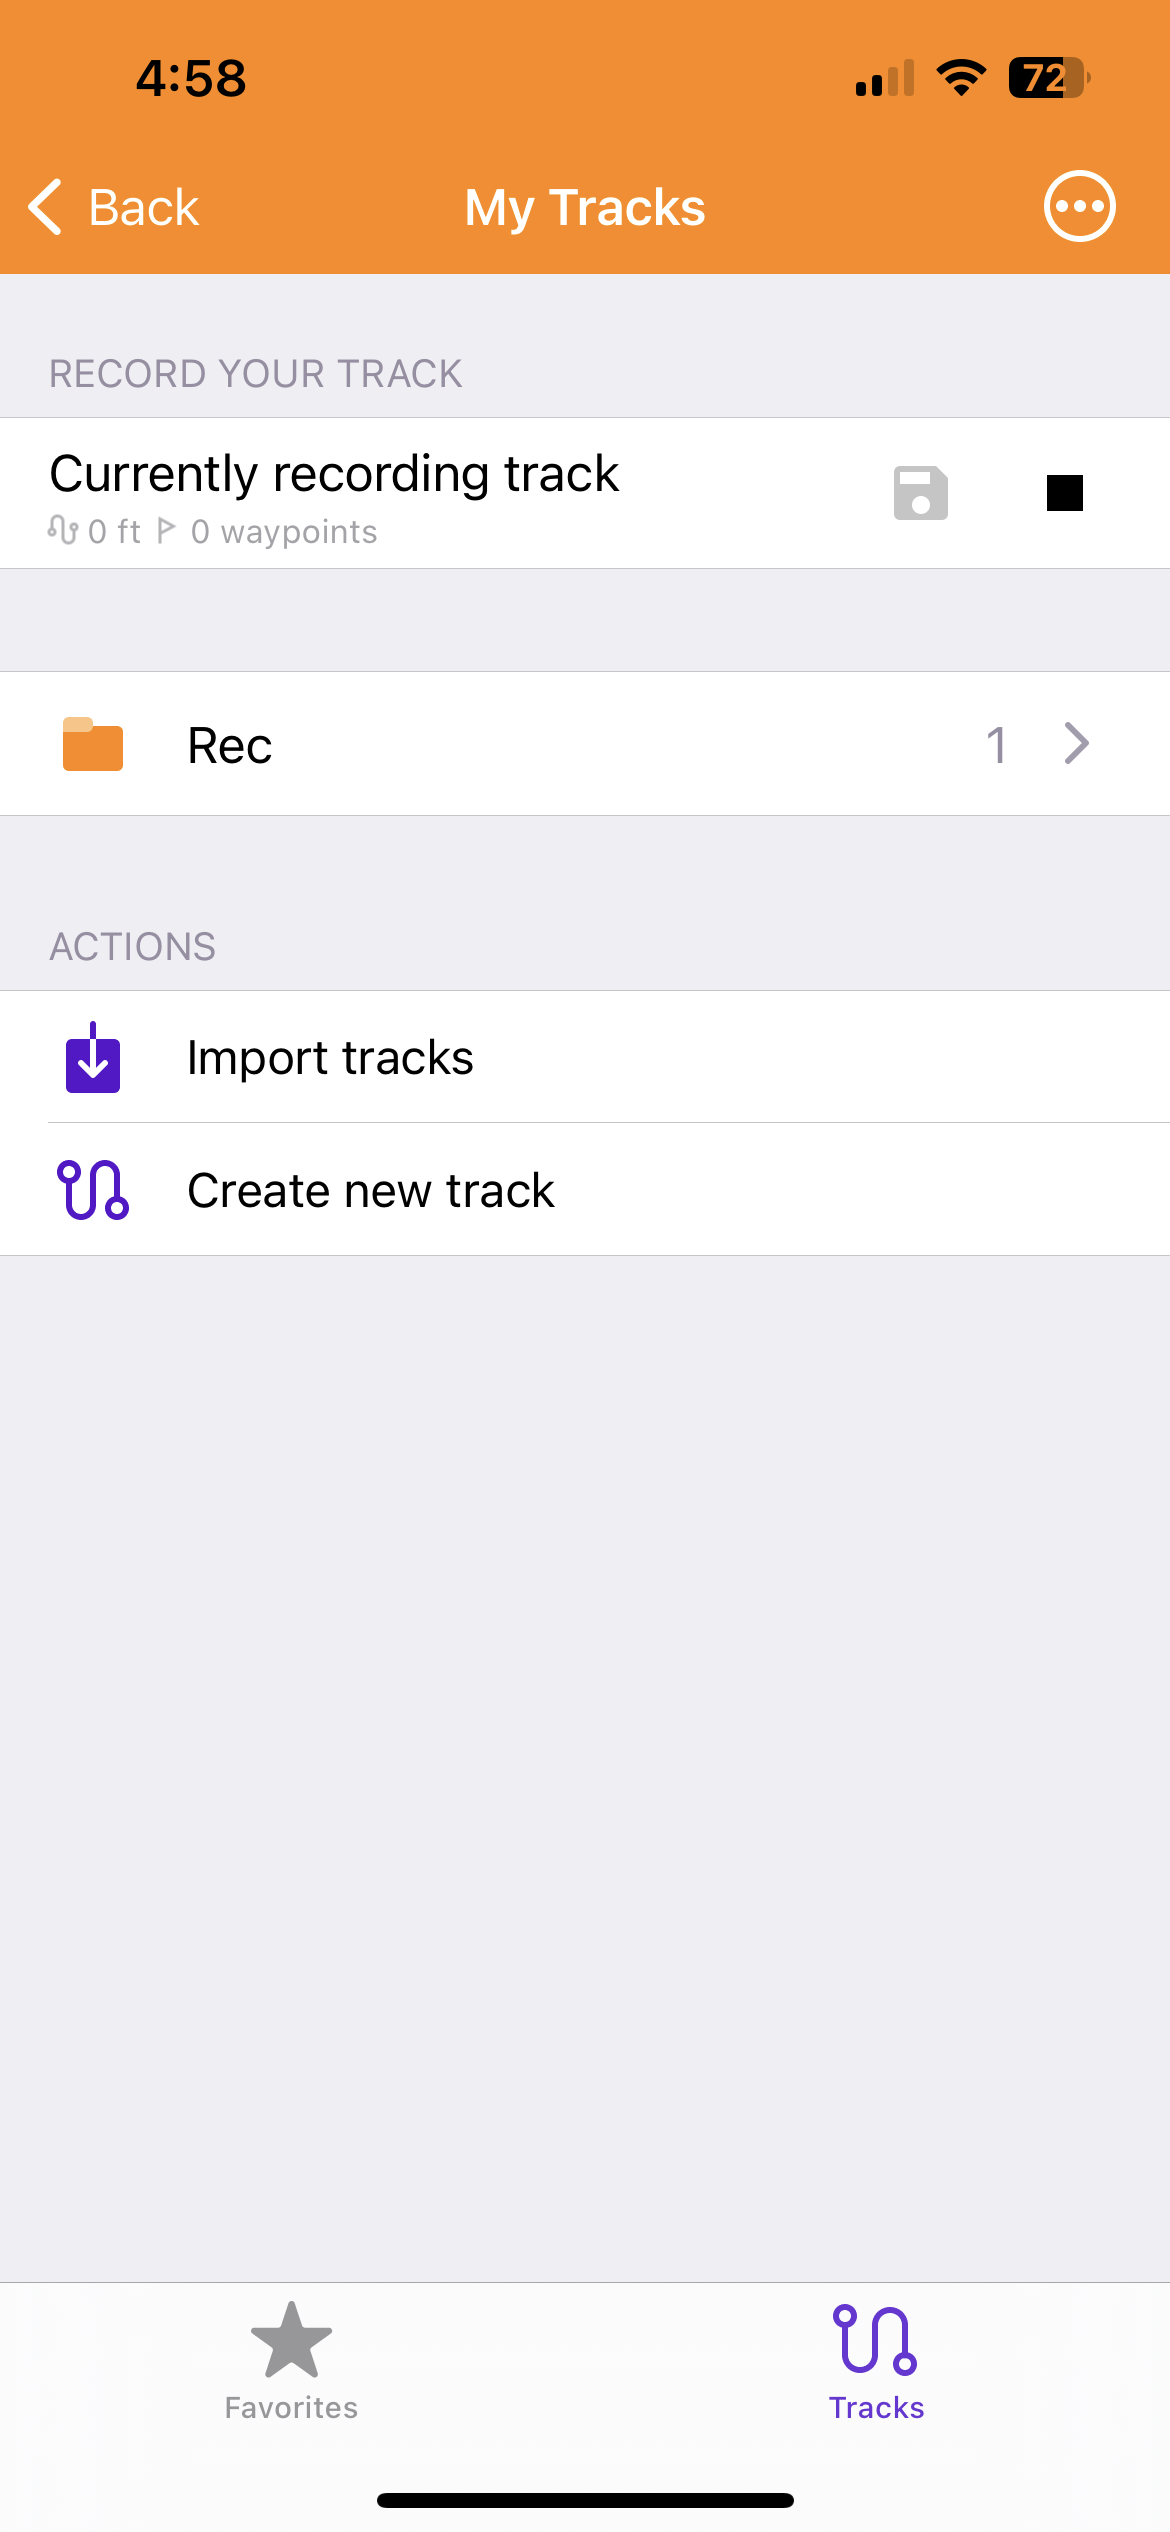 4:58
72
Back
My Tracks
RECORD YOUR TRACK
Currently recording track
0 ft 0 waypoints
Rec
1
ACTIONS
Import tracks
Create new track
Favorites
Tracks